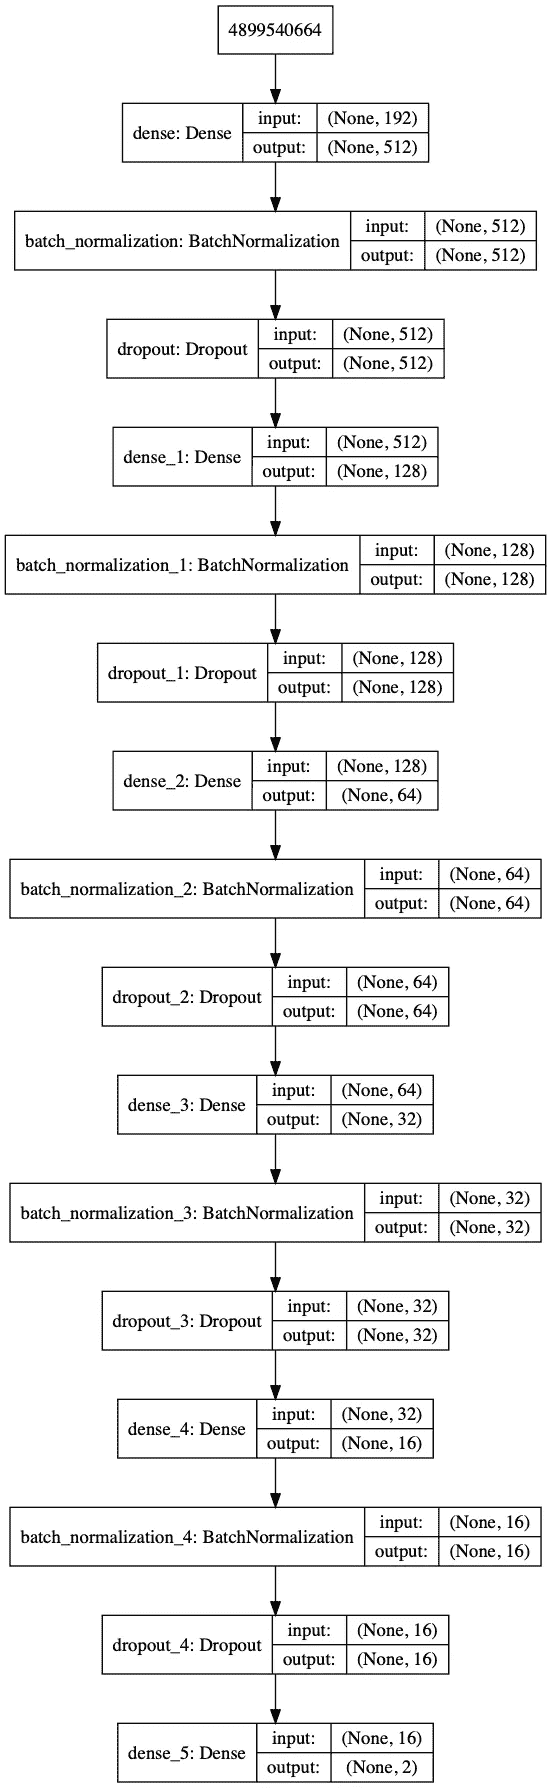 4899540664
dense: Dense
input: (None, 192)
output: (None, 512)
batch_normalization: BatchNormalization
input: (None, 512)
output: (None, 512)
dropout: Dropout
input: (None, 512)
output: (None, 512)
dense_1: Dense
input: (None, 512)
output: (None, 128)
batch_normalization_1: BatchNormalization
input: (None, 128)
output: (None, 128)
dropout_1: Dropout
input: (None, 128)
output: (None, 128)
dense_2: Dense
input: (None, 128)
output: (None, 64)
batch_normalization_2: BatchNormalization
input: (None, 64)
output: (None, 64)
dropout_2: Dropout
input: (None, 64)
output: (None, 64)
dense_3: Dense
input: (None, 64)
output: (None, 32)
batch_normalization_3: BatchNormalization
input: (None, 32)
output: (None, 32)
dropout_3: Dropout
input: (None, 32)
output: (None, 32)
dense_4: Dense
input: (None, 32)
output: (None, 16)
batch_normalization_4: BatchNormalization
input: (None, 16)
output: (None, 16)
dropout_4: Dropout
input: (None, 16)
output: (None, 16)
dense_5: Dense
input: (None, 16)
output: (None, 2)